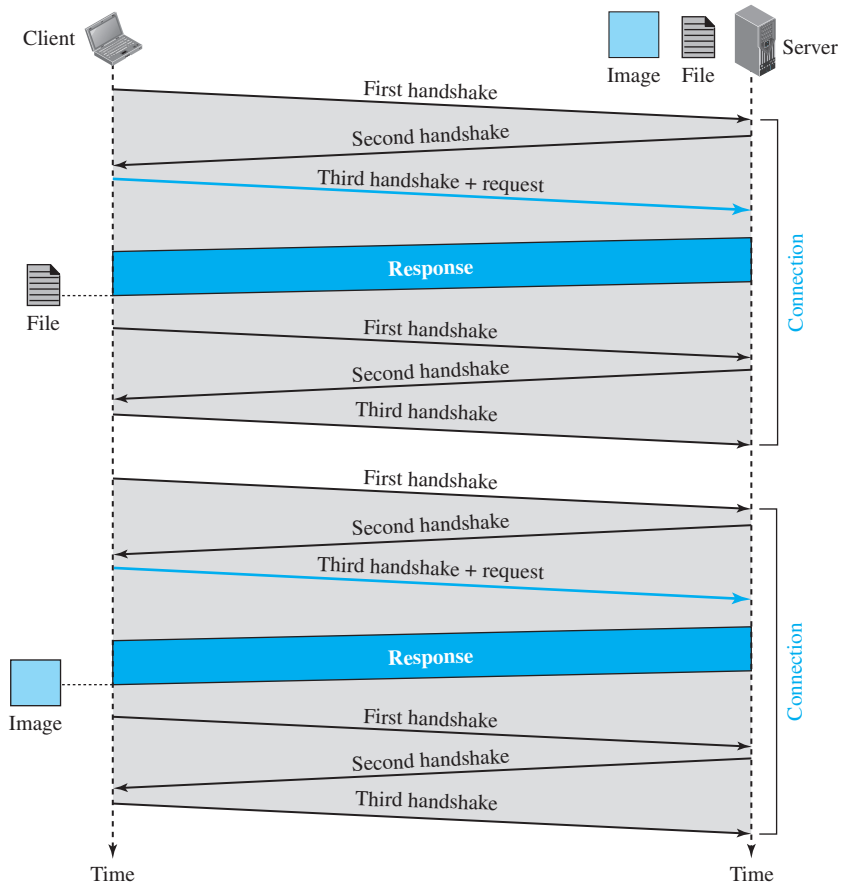 Client
Image
File
Server
First handshake
Second handshake
Third handshake + request
Response
File
First handshake
Second handshake
Third handshake
Connection
First handshake
Second handshake
Third handshake + request
Response
Image
First handshake
Second handshake
Third handshake
Connection
Time
Time